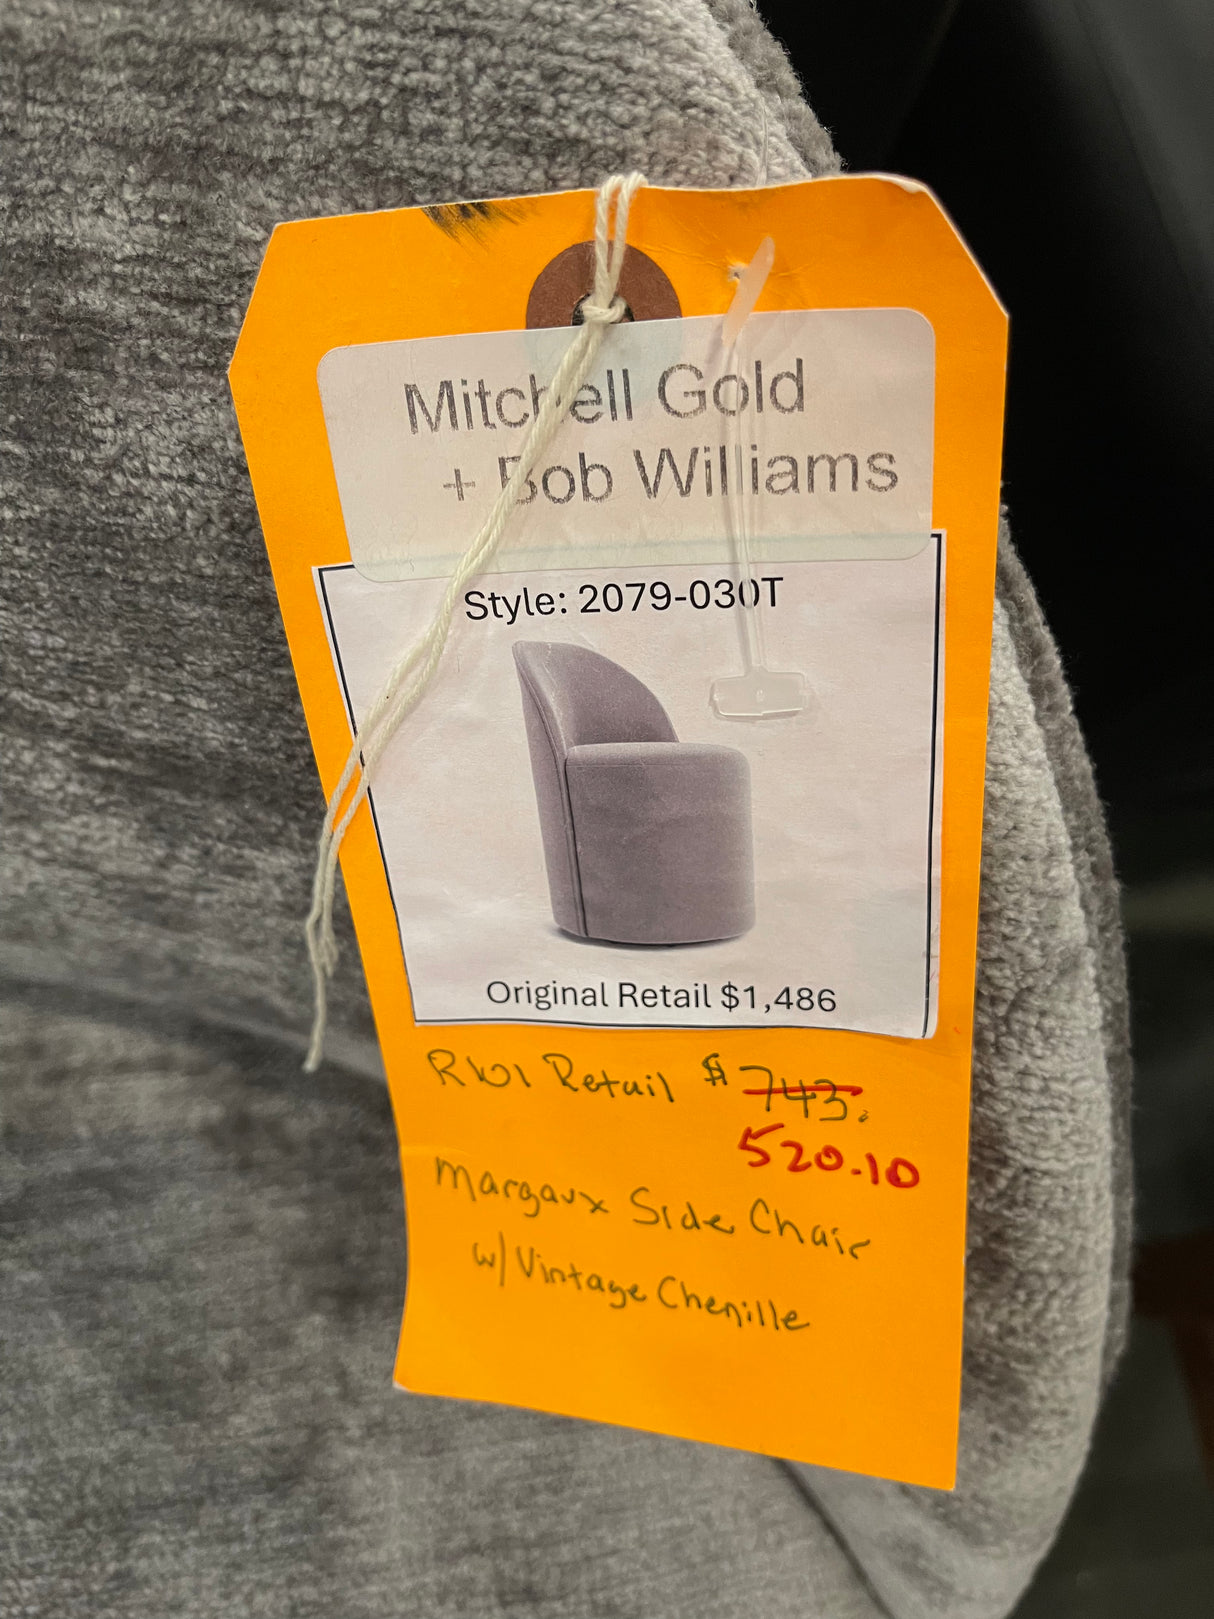 Mitchell Gold
+ Bob Williams
Style: 2079-030T
Original Retail $1,486
Retail $ 743.
520.10
Margaux Side Chair
w/ Vintage Chenille